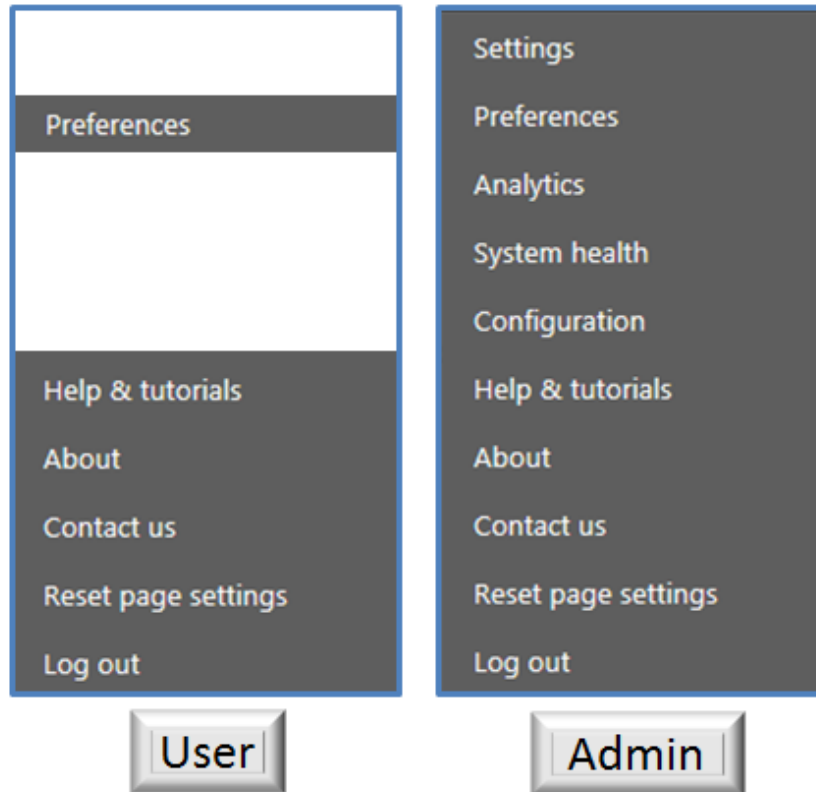 Preferences
Help & tutorials
About
Contact us
Reset page settings
Log out
User
Settings
Preferences
Analytics
System health
Configuration
Help & tutorials
About
Contact us
Reset page settings
Log out
Admin